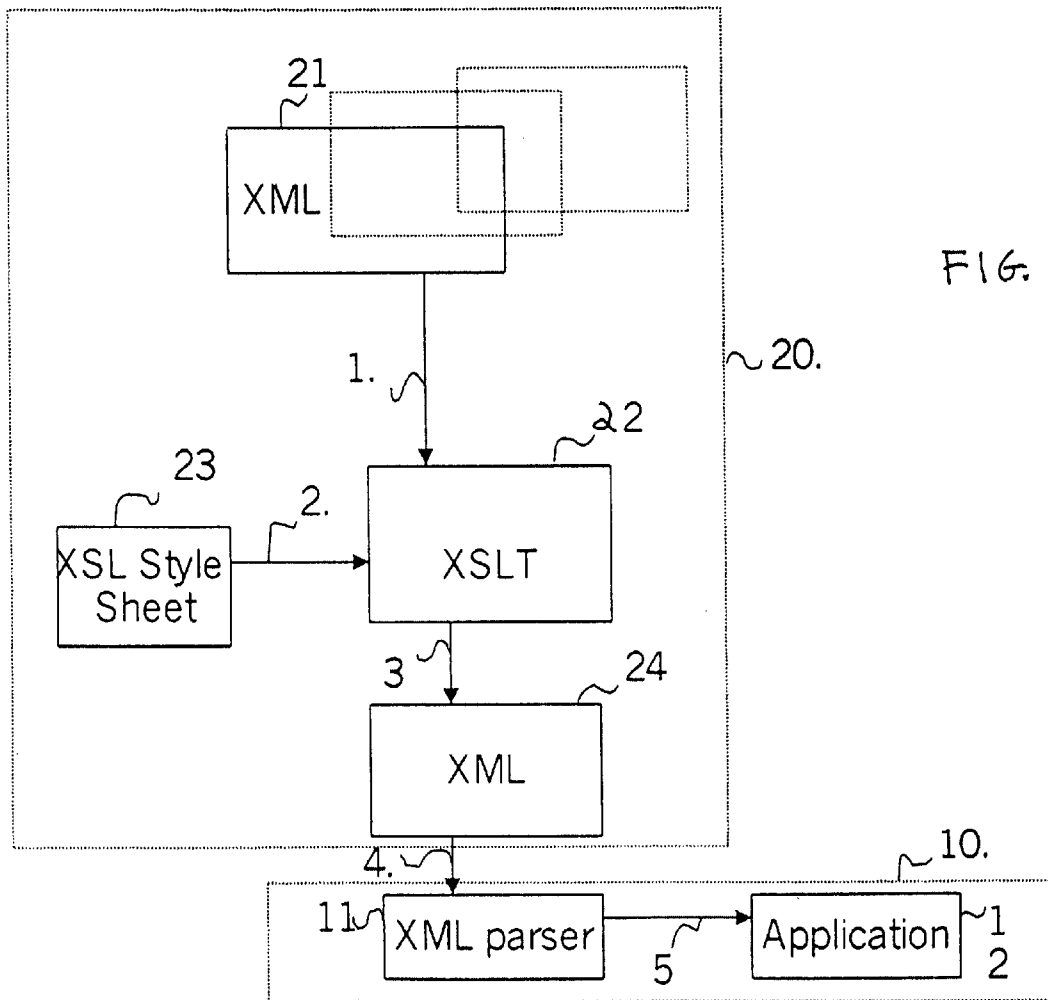 21
XML
FIG.
20.
1.
22
23
2.
XSL Style
Sheet
XSLT
3
24
XML
4.
10.
11
XML parser
5
Application
1
2